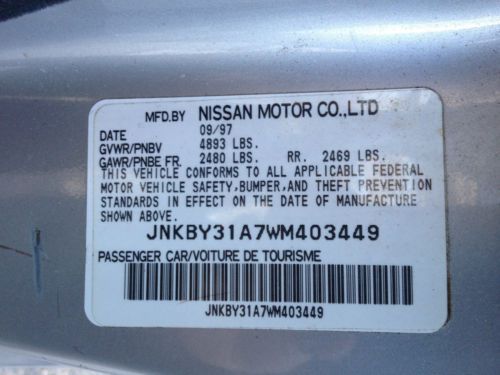 MFD.BY NISSAN MOTOR CO.,LTD
DATE 09/97
GVWR/PNBV 4893 LBS.
GAWR/PNBE FR. 2480 LBS. RR. 2469 LBS.
THIS VEHICLE CONFORMS TO ALL APPLICABLE FEDERAL
MOTOR VEHICLE SAFETY,BUMPER,AND THEFT PREVENTION
STANDARDS IN EFFECT ON THE DATE OF MANUFACTURE
SHOWN ABOVE.
JNKBY31A7WM403449
PASSENGER CAR/VOITURE DE TOURISME
JNKBY31A7WM403449